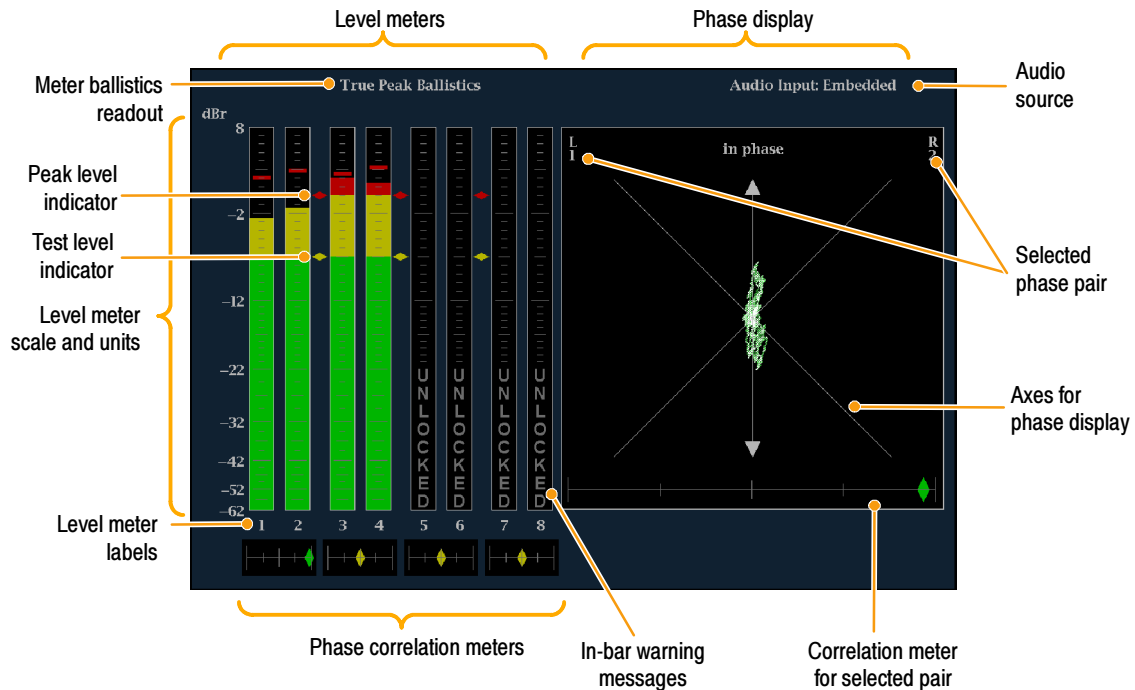 Level meters
Phase display
Meter ballistics
readout
True Peak Ballistics
Audio Input: Embedded
Audio
source
dBr
8
−2
−12
−22
−32
−42
−52
−62
Peak level
indicator
Test level
indicator
Level meter
scale and units
Level meter
labels
UNLOCKED
UNLOCKED
UNLOCKED
UNLOCKED
1 2 3 4 5 6 7 8
L
1
in phase
R
2
Selected
phase pair
Axes for
phase display
Phase correlation meters
In-bar warning
messages
Correlation meter
for selected pair